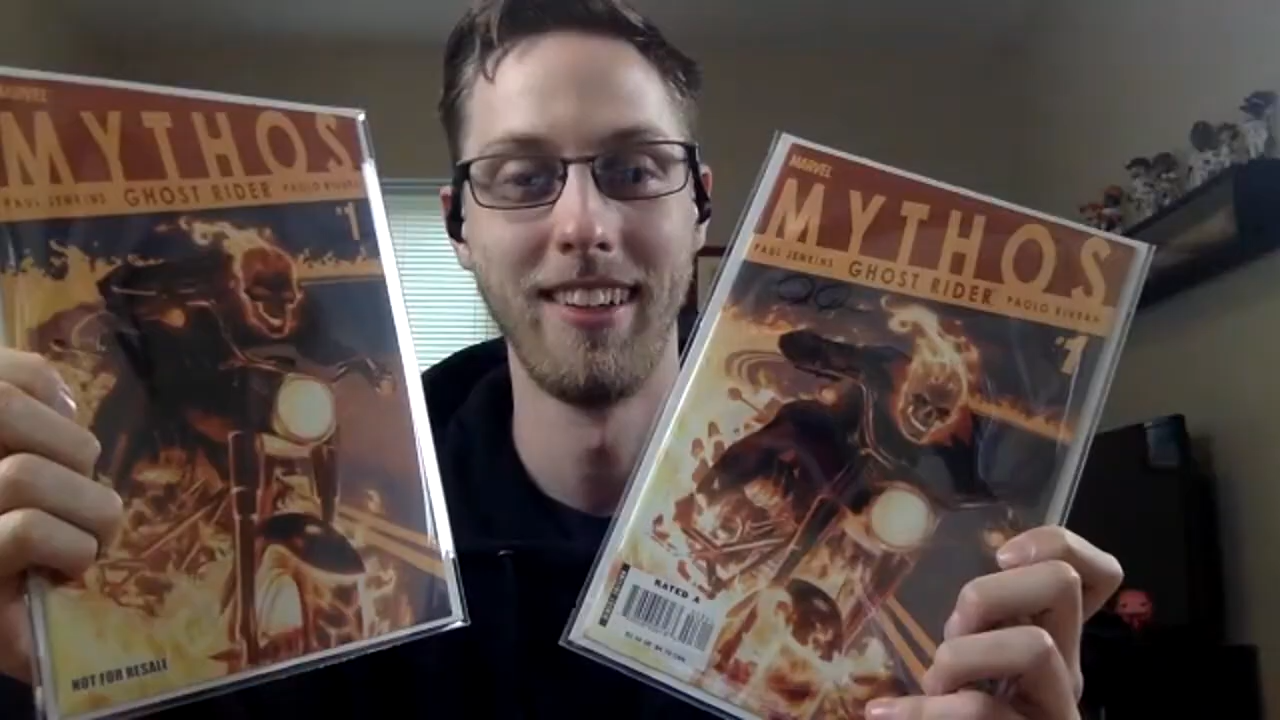 MARVEL
MYTHOS
PAUL JENKINS GHOST RIDER PAOLO RIVERA
#1
NOT FOR RESALE
MARVEL
MYTHOS
PAUL JENKINS GHOST RIDER PAOLO RIVERA
#1
RATED A